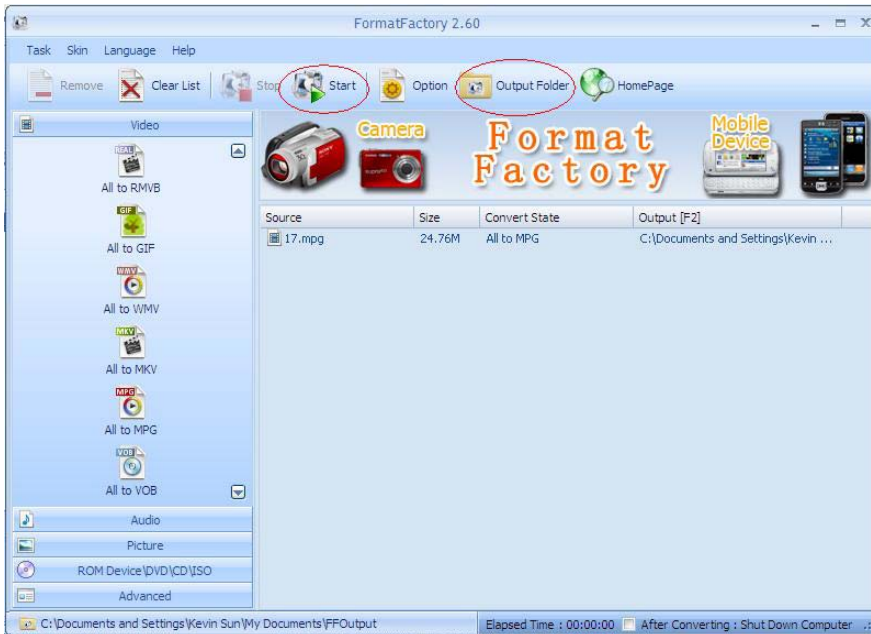 FormatFactory 2.60
Task Skin Language Help
Remove Clear List Stop Start Option Output Folder HomePage
Video
REAL
All to RMVB
GIF
All to GIF
WMV
All to WMV
MKV
All to MKV
MPG
All to MPG
VOB
All to VOB
Audio
Picture
ROM Device\DVD\CD\ISO
Advanced
Camera
Format
Factory
Mobile
Device
Source Size Convert State Output [F2]
17.mpg 24.76M All to MPG C:\Documents and Settings\Kevin ...
C:\Documents and Settings\Kevin Sun\My Documents\FFOutput
Elapsed Time : 00:00:00 After Converting : Shut Down Computer